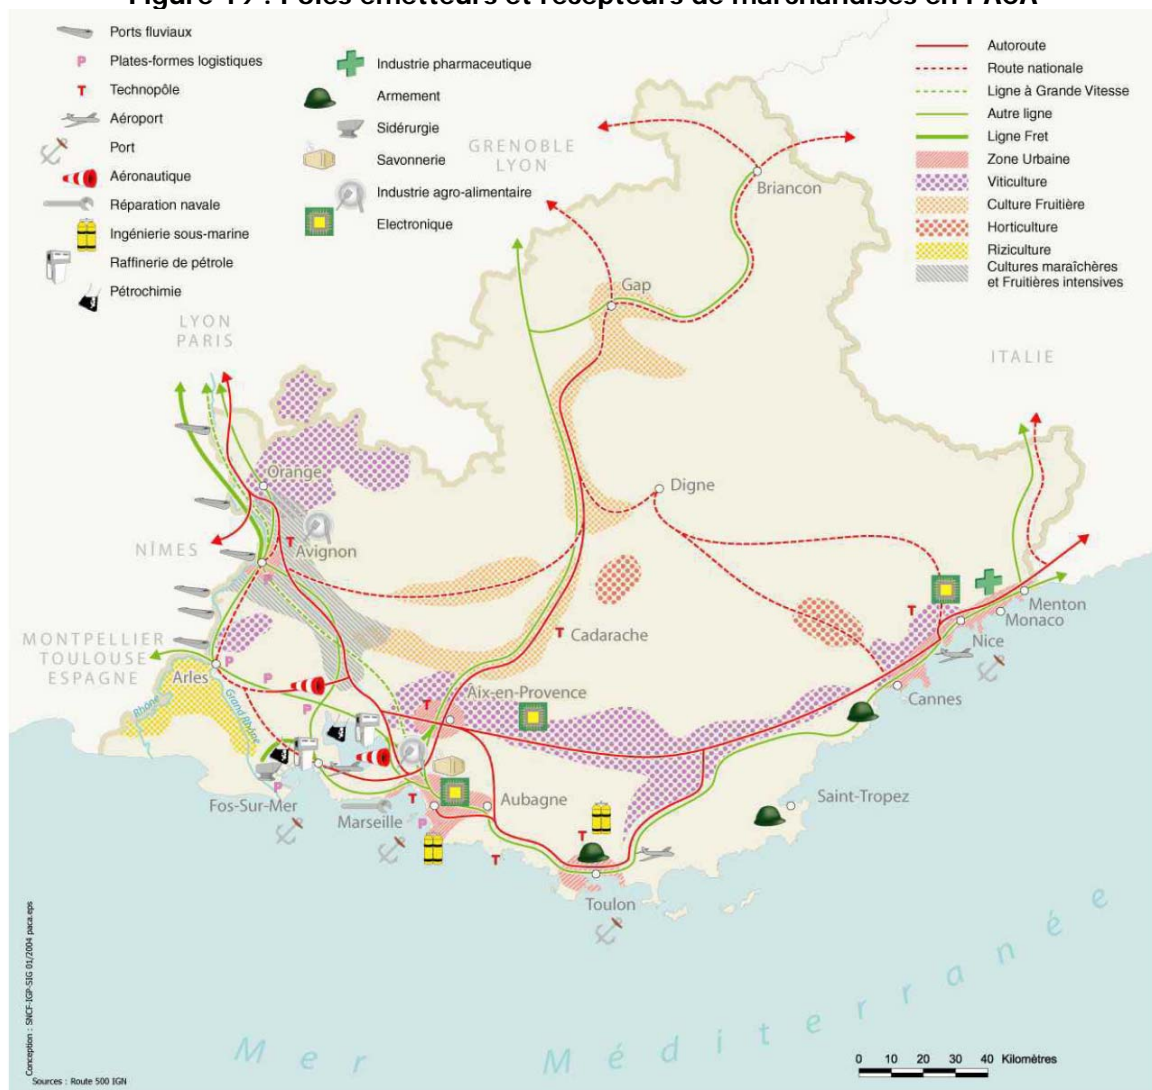 Figure 19 : Pôles émetteurs et récepteurs de marchandises en PACA
Ports fluviaux
Plates-formes logistiques
Technopôle
Aéroport
Port
Aéronautique
Réparation navale
Ingénierie sous-marine
Raffinerie de pétrole
Pétrochimie
Industrie pharmaceutique
Armement
Sidérurgie
Savonnerie
Industrie agro-alimentaire
Electronique
Autoroute
Route nationale
Ligne à Grande Vitesse
Autre ligne
Ligne Fret
Zone Urbaine
Viticulture
Culture Fruitière
Horticulture
Riziculture
Cultures maraîchères
et Fruitières intensives
P
T
GRENOBLE
LYON
Briancon
Gap
LYON
PARIS
ITALIE
Orange
Digne
NÎMES
T
Avignon
P
T
Menton
Monaco
Nice
MONTPELLIER
TOULOUSE
ESPAGNE
T Cadarache
P
Arles
P
Cannes
Rhône
Grand Rhône
T
Aix-en-Provence
P
P
Fos-Sur-Mer
Marseille
T
P
Aubagne
T
T
Saint-Tropez
Toulon
Mer Méditerranée
0 10 20 30 40 Kilomètres
Conception : SNCF-IGP-SIG 01/2004 paca.eps
Sources : Route 500 IGN